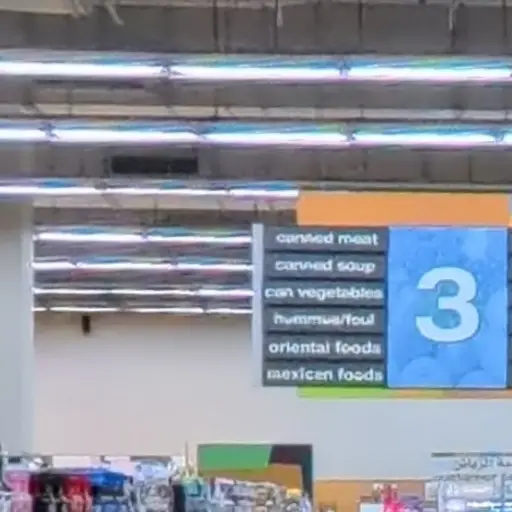 canned meat
canned soup
can vegetables
hummus/foul
oriental foods
mexican foods
3